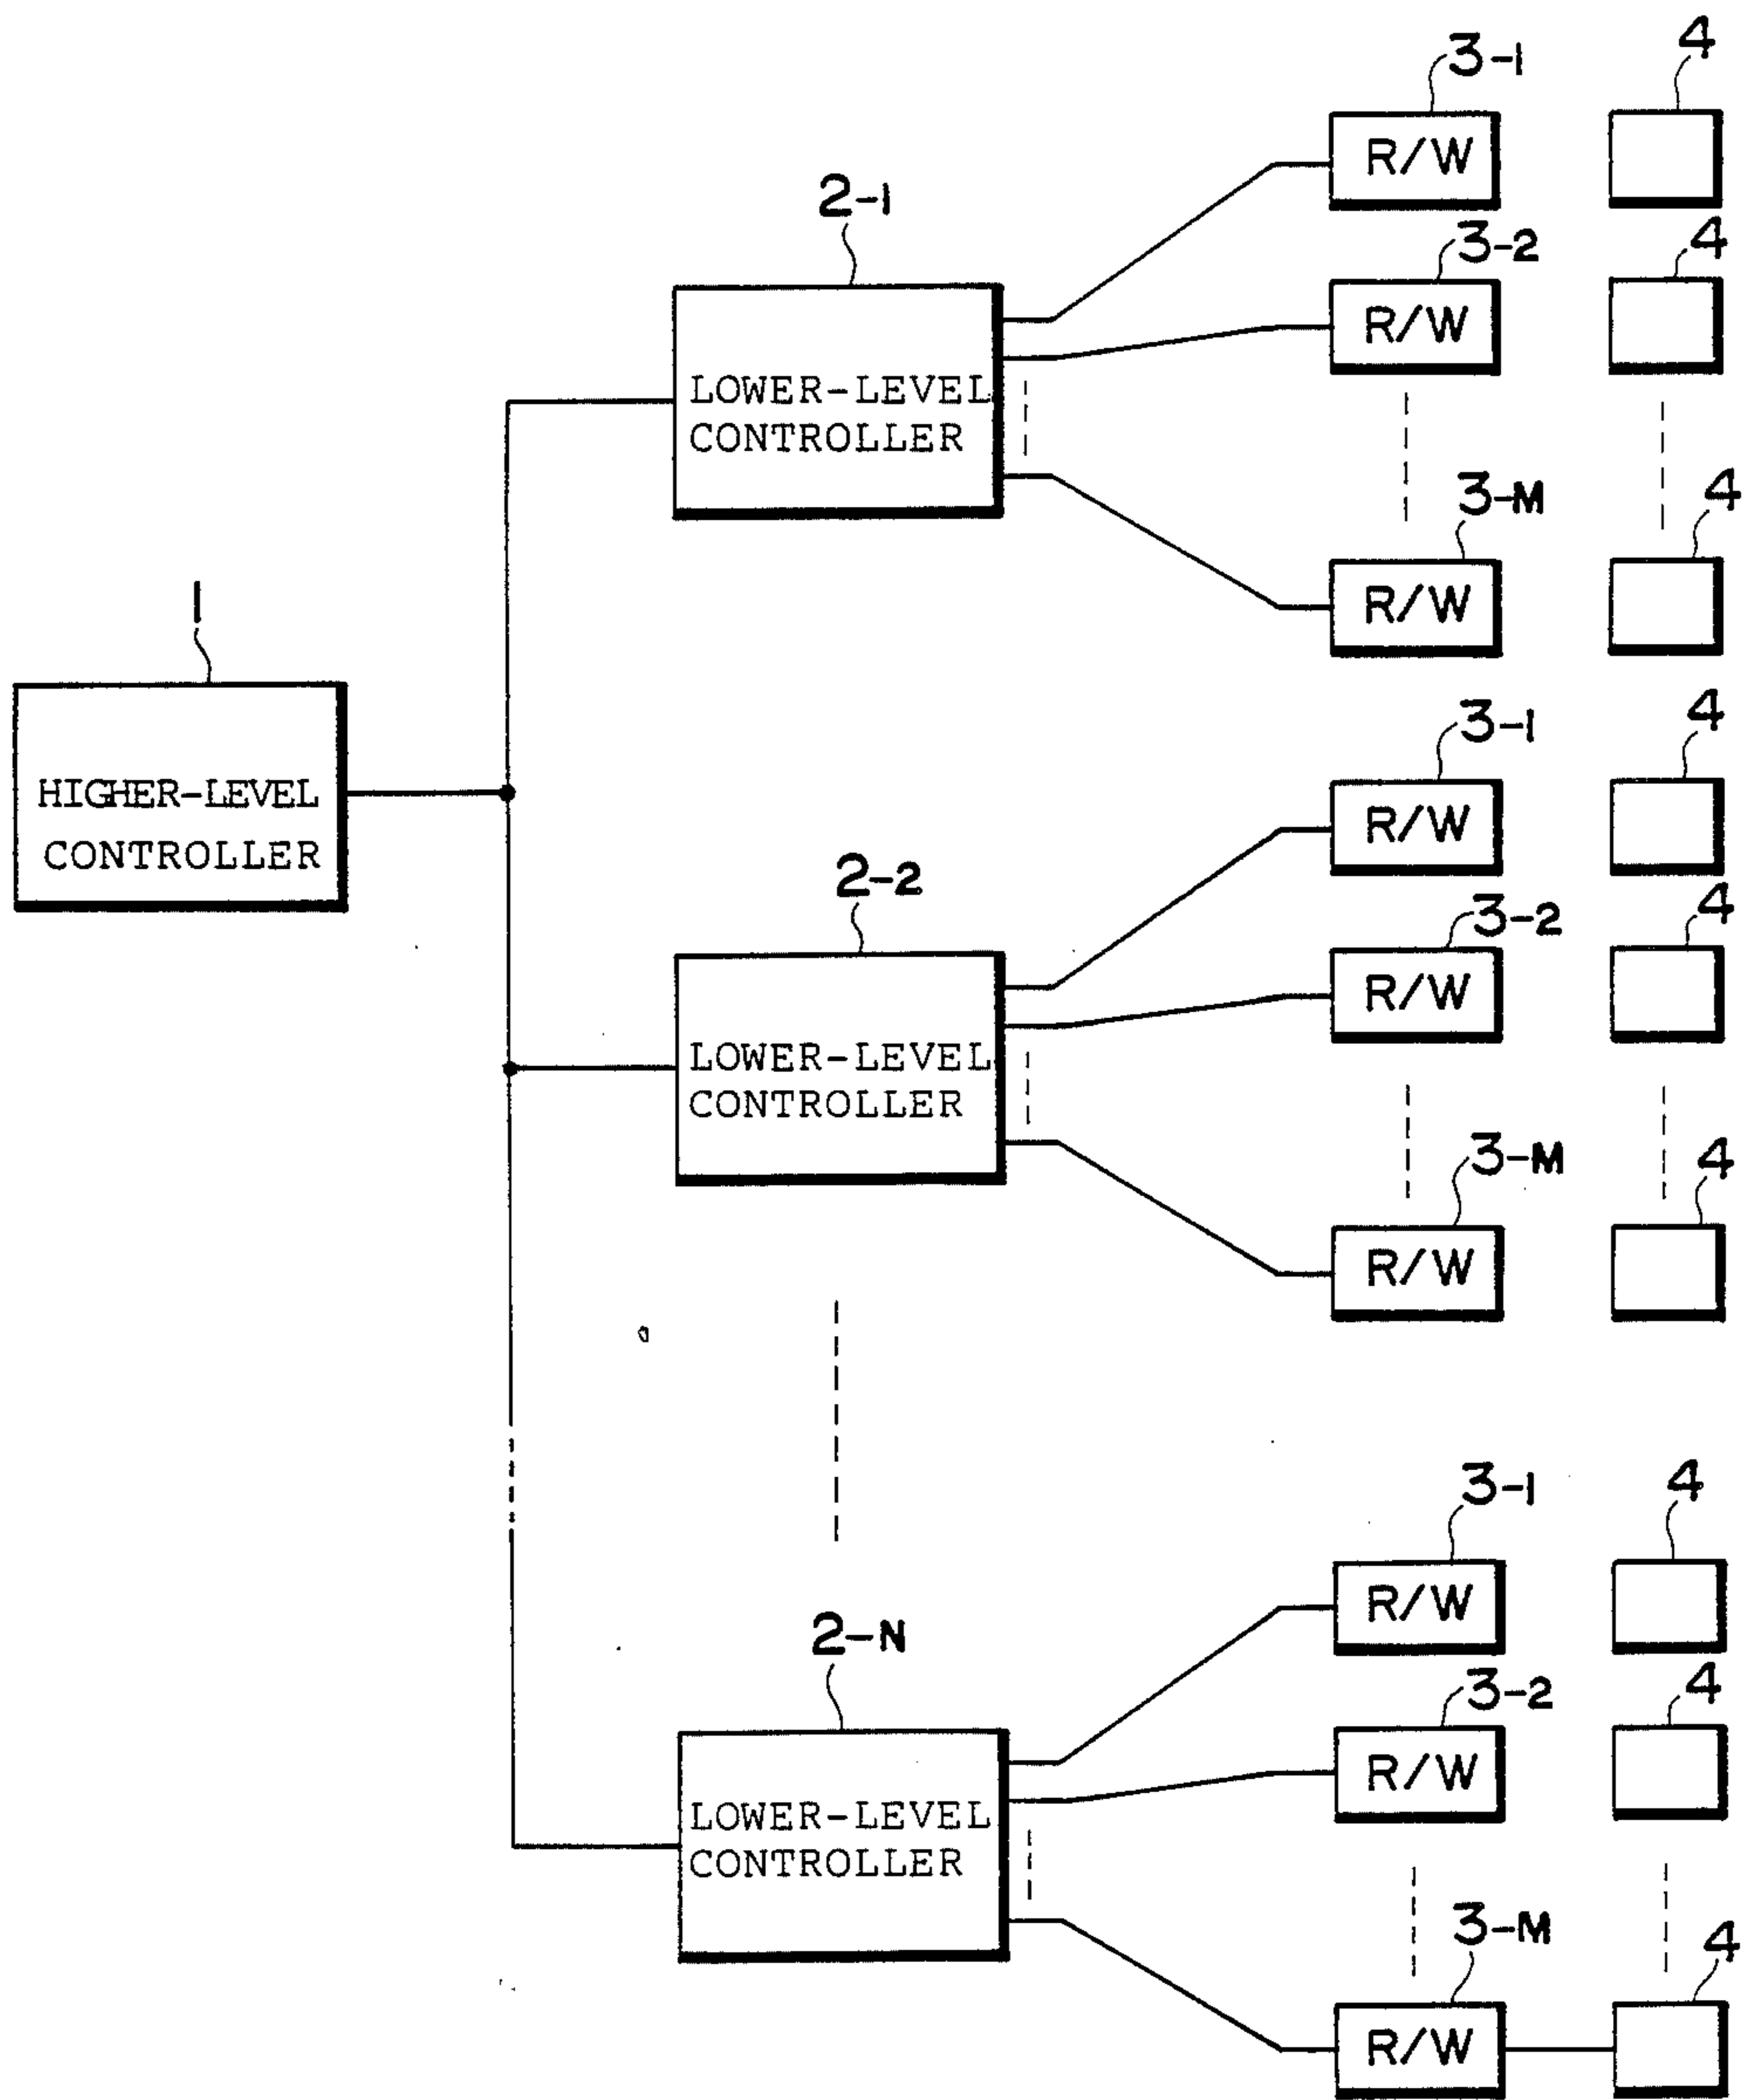 3-1 4
R/W
2-1
3-2 4
R/W
LOWER-LEVEL
CONTROLLER
3-M 4
R/W
1
HIGHER-LEVEL
CONTROLLER
3-1 4
R/W
2-2
3-2 4
R/W
LOWER-LEVEL
CONTROLLER
3-M 4
R/W
3-1 4
R/W
2-N
3-2 4
R/W
LOWER-LEVEL
CONTROLLER
3-M 4
R/W